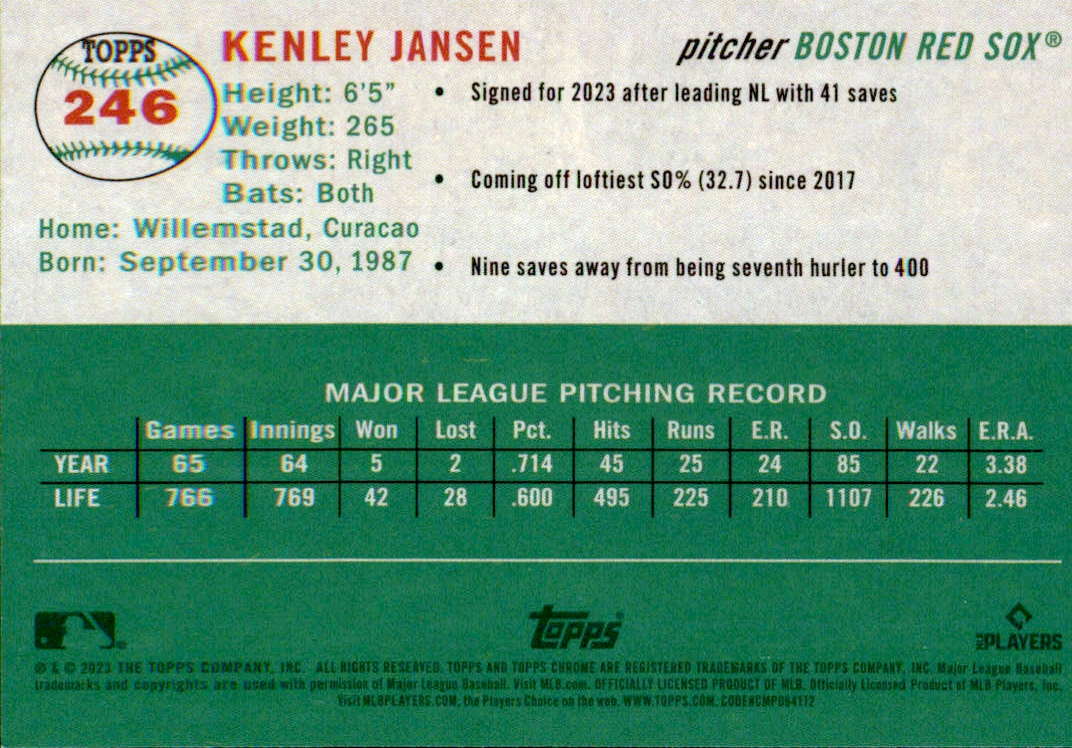 TOPPS
246
KENLEY JANSEN
pitcher BOSTON RED SOX®
Height: 6'5"
Weight: 265
Throws: Right
Bats: Both
Home: Willemstad, Curacao
Born: September 30, 1987
• Signed for 2023 after leading NL with 41 saves
• Coming off loftiest SO% (32.7) since 2017
• Nine saves away from being seventh hurler to 400
MAJOR LEAGUE PITCHING RECORD
Games Innings Won Lost Pct. Hits Runs E.R. S.O. Walks E.R.A.
YEAR 65 64 5 2 .714 45 25 24 85 22 3.38
LIFE 766 769 42 28 .600 495 225 210 1107 226 2.46
topps
MLB PLAYERS
® & © 2023 THE TOPPS COMPANY, INC. ALL RIGHTS RESERVED. TOPPS AND TOPPS CHROME ARE REGISTERED TRADEMARKS OF THE TOPPS COMPANY, INC. Major League Baseball
trademarks and copyrights are used with permission of Major League Baseball. Visit MLB.com. OFFICIALLY LICENSED PRODUCT OF MLB. Officially Licensed Product of MLB Players, Inc.
Visit MLBPLAYERS.COM, the Players Choice on the web. WWW.TOPPS.COM. CODE#CMP064172